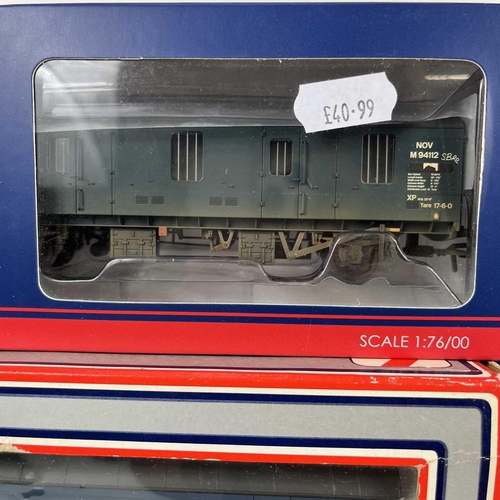 £40.99
NOV
M 94112
XP
Tare 17-6-0
SCALE 1:76/00